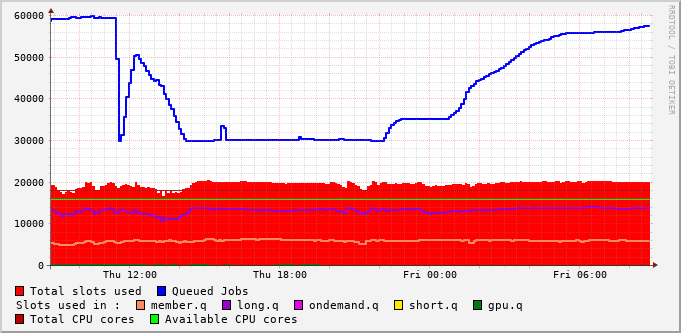 60000
50000
40000
30000
20000
10000
0
Thu 12:00 Thu 18:00 Fri 00:00 Fri 06:00
RRDTOOL / TOBI OETIKER
Total slots used Queued Jobs
Slots used in : member.q long.q ondemand.q short.q gpu.q
Total CPU cores Available CPU cores